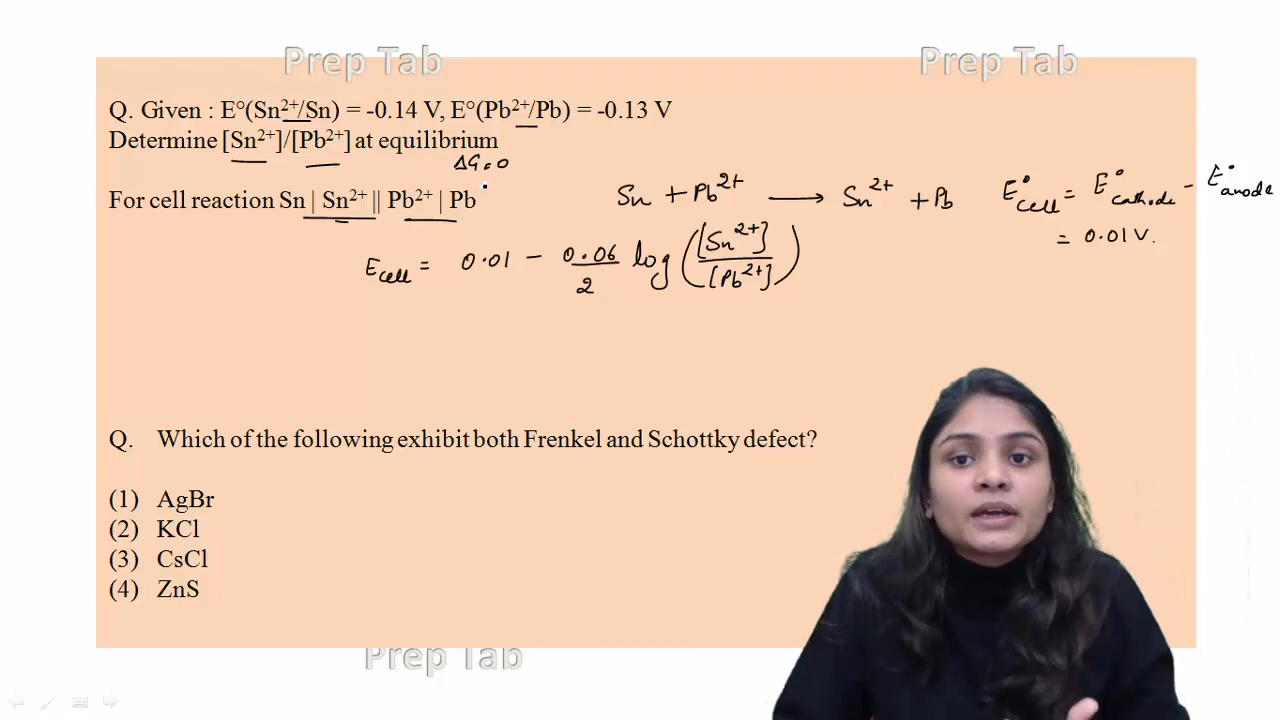 Prep Tab Prep Tab
Q. Given : E°(Sn²⁺/Sn) = -0.14 V, E°(Pb²⁺/Pb) = -0.13 V
Determine [Sn²⁺]/[Pb²⁺] at equilibrium
ΔG = 0
For cell reaction Sn | Sn²⁺ || Pb²⁺ | Pb
Sn + Pb²⁺ ⟶ Sn²⁺ + Pb
E°cell = E°cathode - E°anode
= 0.01 V.
Ecell = 0.01 - 0.06/2 log([Sn²⁺]/[Pb²⁺])
Q. Which of the following exhibit both Frenkel and Schottky defect?
(1) AgBr
(2) KCl
(3) CsCl
(4) ZnS
Prep Tab